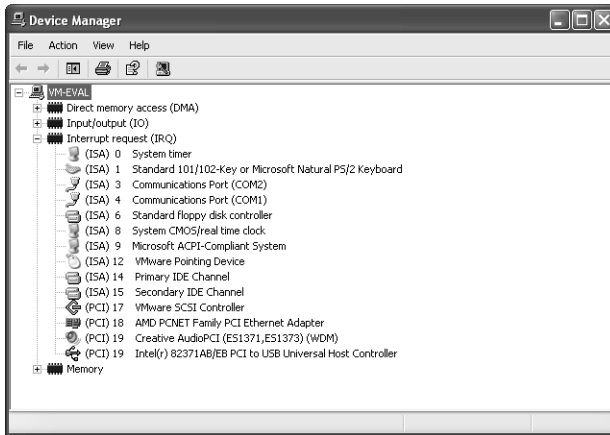 Device Manager
File Action View Help
VM-EVAL
Direct memory access (DMA)
Input/output (IO)
Interrupt request (IRQ)
(ISA) 0 System timer
(ISA) 1 Standard 101/102-Key or Microsoft Natural PS/2 Keyboard
(ISA) 3 Communications Port (COM2)
(ISA) 4 Communications Port (COM1)
(ISA) 6 Standard floppy disk controller
(ISA) 8 System CMOS/real time clock
(ISA) 9 Microsoft ACPI-Compliant System
(ISA) 12 VMware Pointing Device
(ISA) 14 Primary IDE Channel
(ISA) 15 Secondary IDE Channel
(PCI) 17 VMware SCSI Controller
(PCI) 18 AMD PCNET Family PCI Ethernet Adapter
(PCI) 19 Creative AudioPCI (ES1371,ES1373) (WDM)
(PCI) 19 Intel(r) 82371AB/EB PCI to USB Universal Host Controller
Memory